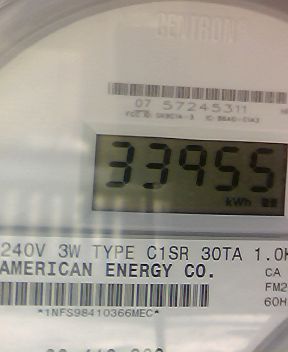 CENTRON
07 57245311
33955
kWh
240V 3W TYPE C1SR 30TA 1.0K
AMERICAN ENERGY CO.
CA
FM2
60H
*1NFS98410366MEC*